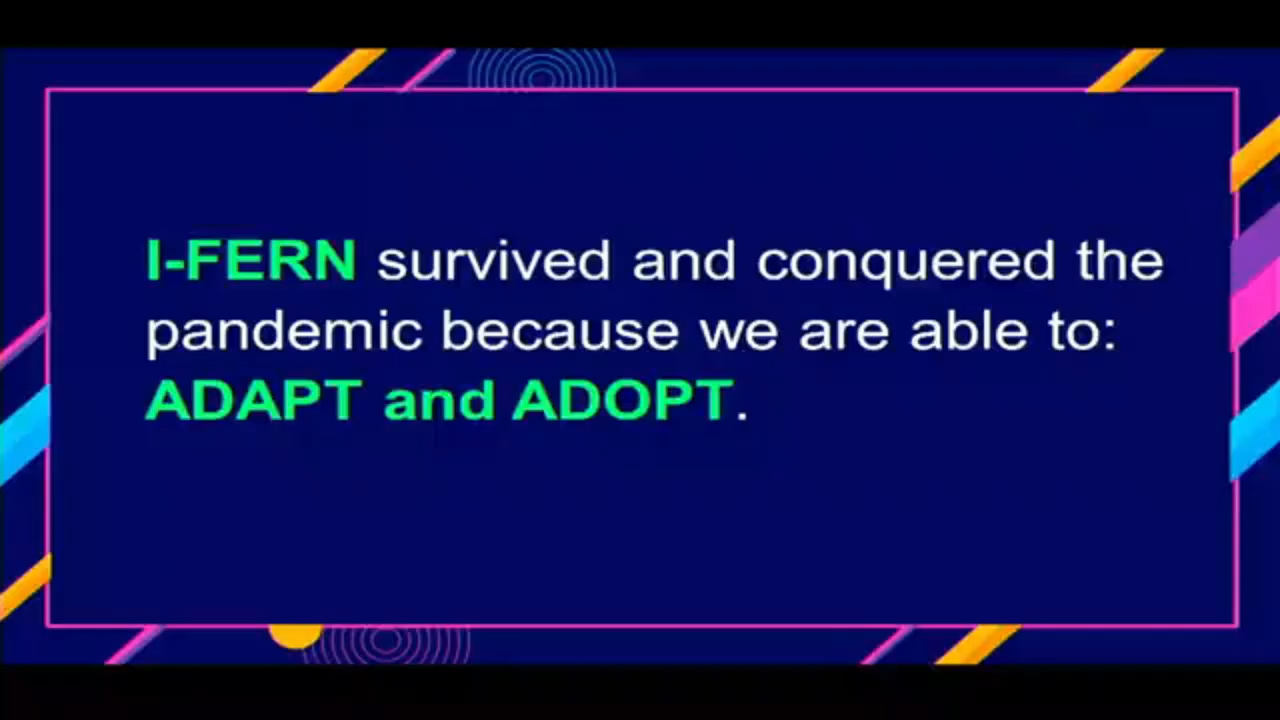 I-FERN survived and conquered the
pandemic because we are able to:
ADAPT and ADOPT.